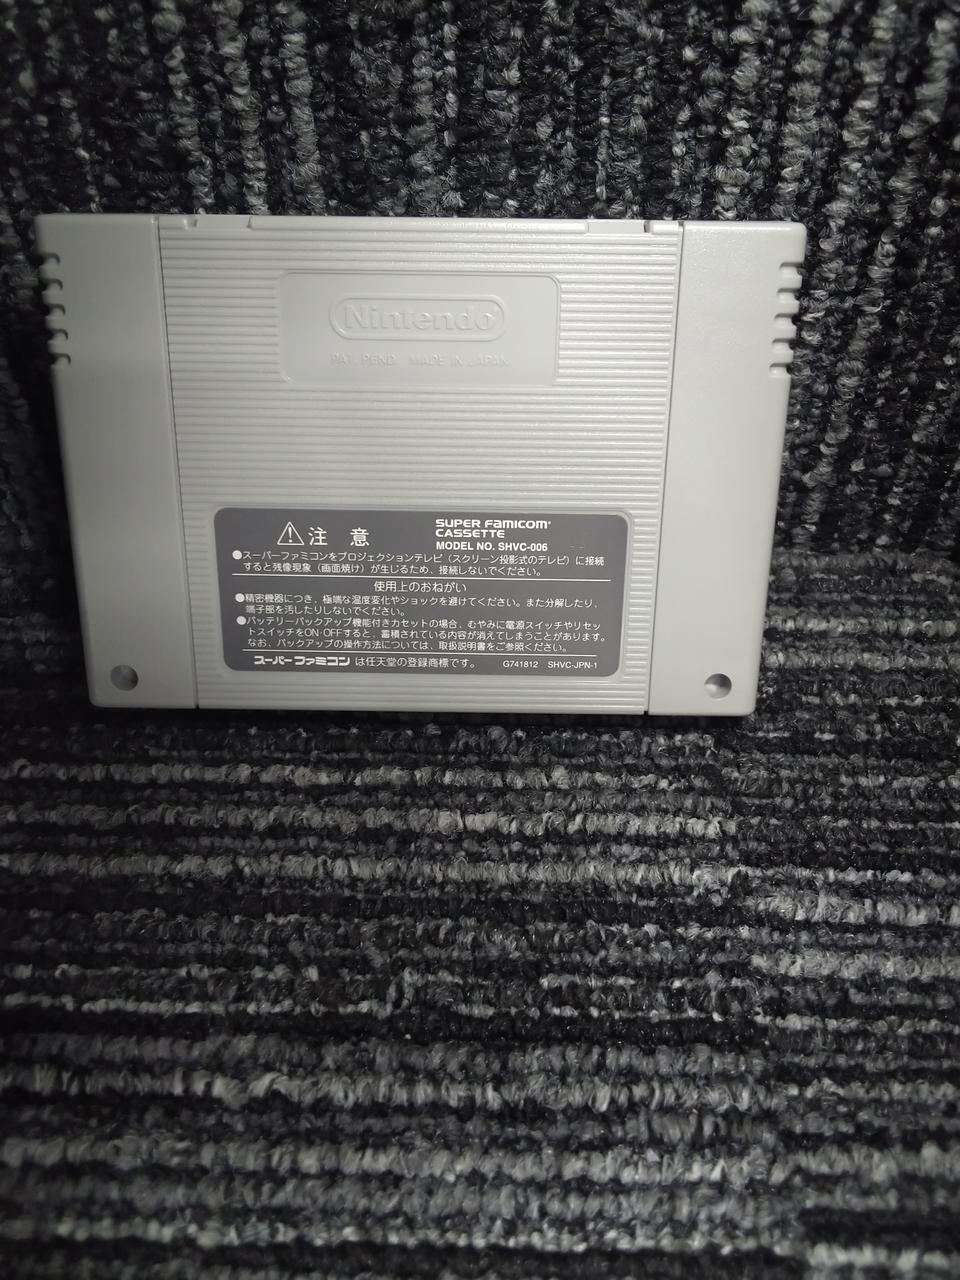 Nintendo
PAT. PEND. MADE IN JAPAN
注 意
SUPER FAMICOM
CASSETTE
MODEL NO. SHVC-006
●スーパーファミコンをプロジェクションテレビ（スクリーン投影式のテレビ）に接続
すると残像現象（画面焼け）が生じるため、接続しないでください。
使用上のおねがい
●精密機器につき、極端な温度変化やショックを避けてください。また分解したり、
端子部を汚したりしないでください。
●バッテリーバックアップ機能付きカセットの場合、むやみに電源スイッチやリセッ
トスイッチをON・OFFすると、蓄積されている内容が消えてしまうことがあります。
なお、バックアップの操作方法については、取扱説明書をご参照ください。
スーパーファミコン は任天堂の登録商標です。 G741812 SHVC-JPN-1